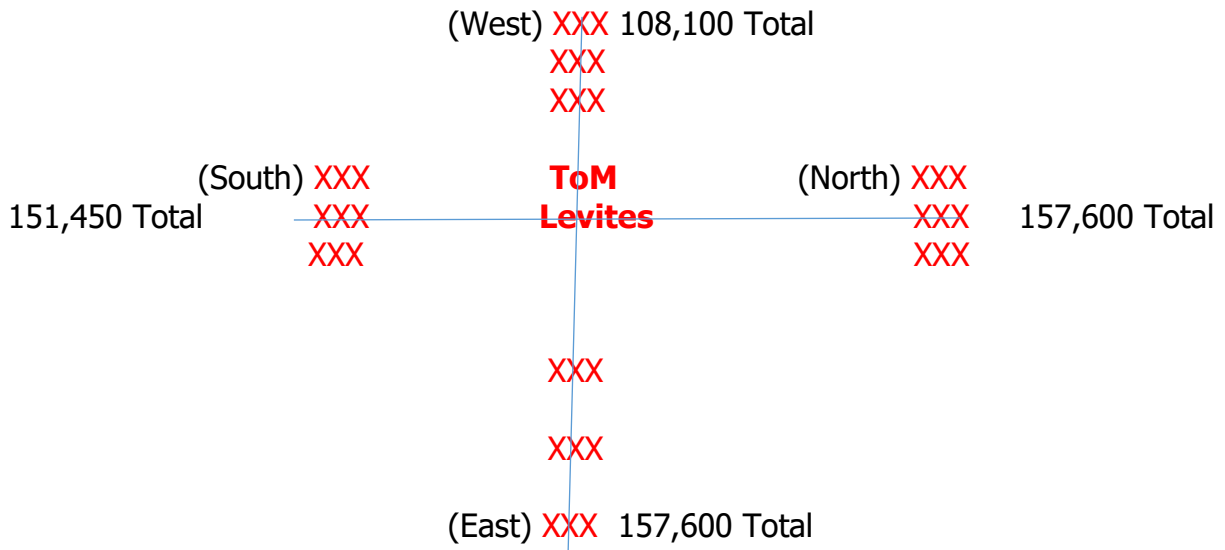 (West) XXX 108,100 Total
XXX
XXX
(South) XXX ToM (North) XXX
151,450 Total XXX Levites XXX 157,600 Total
XXX XXX
XXX
XXX
(East) XXX 157,600 Total